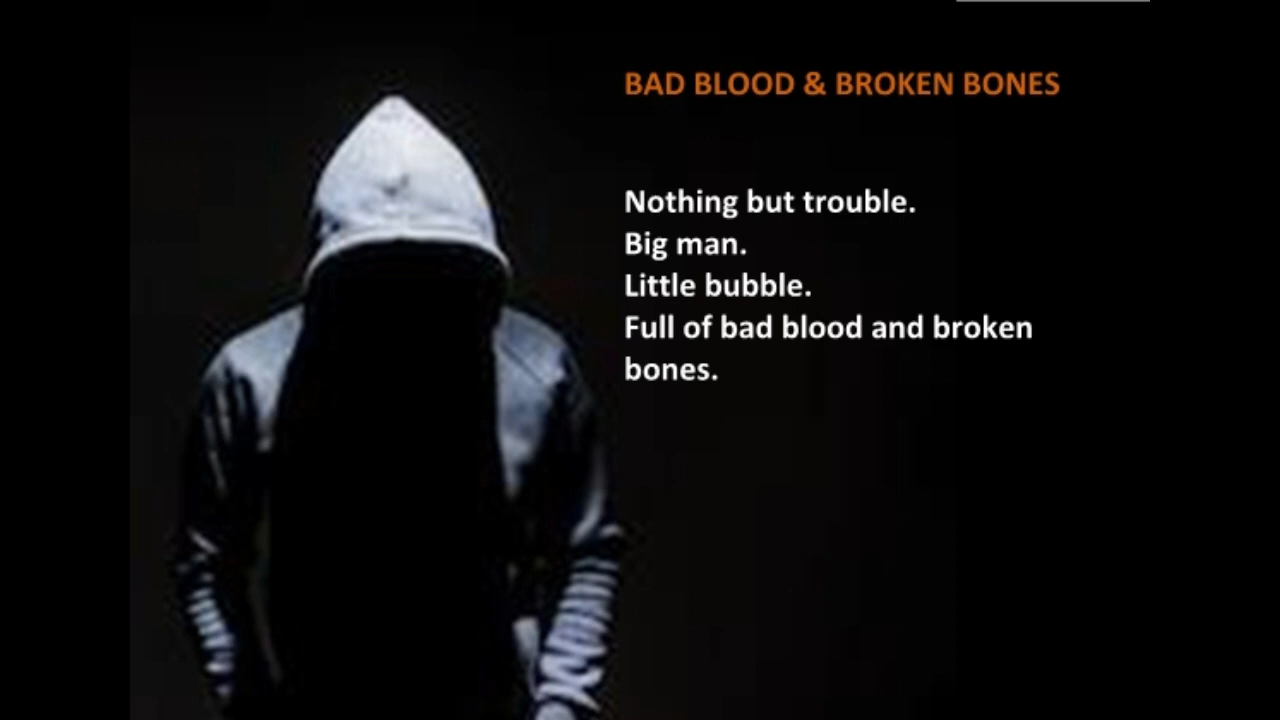 BAD BLOOD & BROKEN BONES
Nothing but trouble.
Big man.
Little bubble.
Full of bad blood and broken
bones.